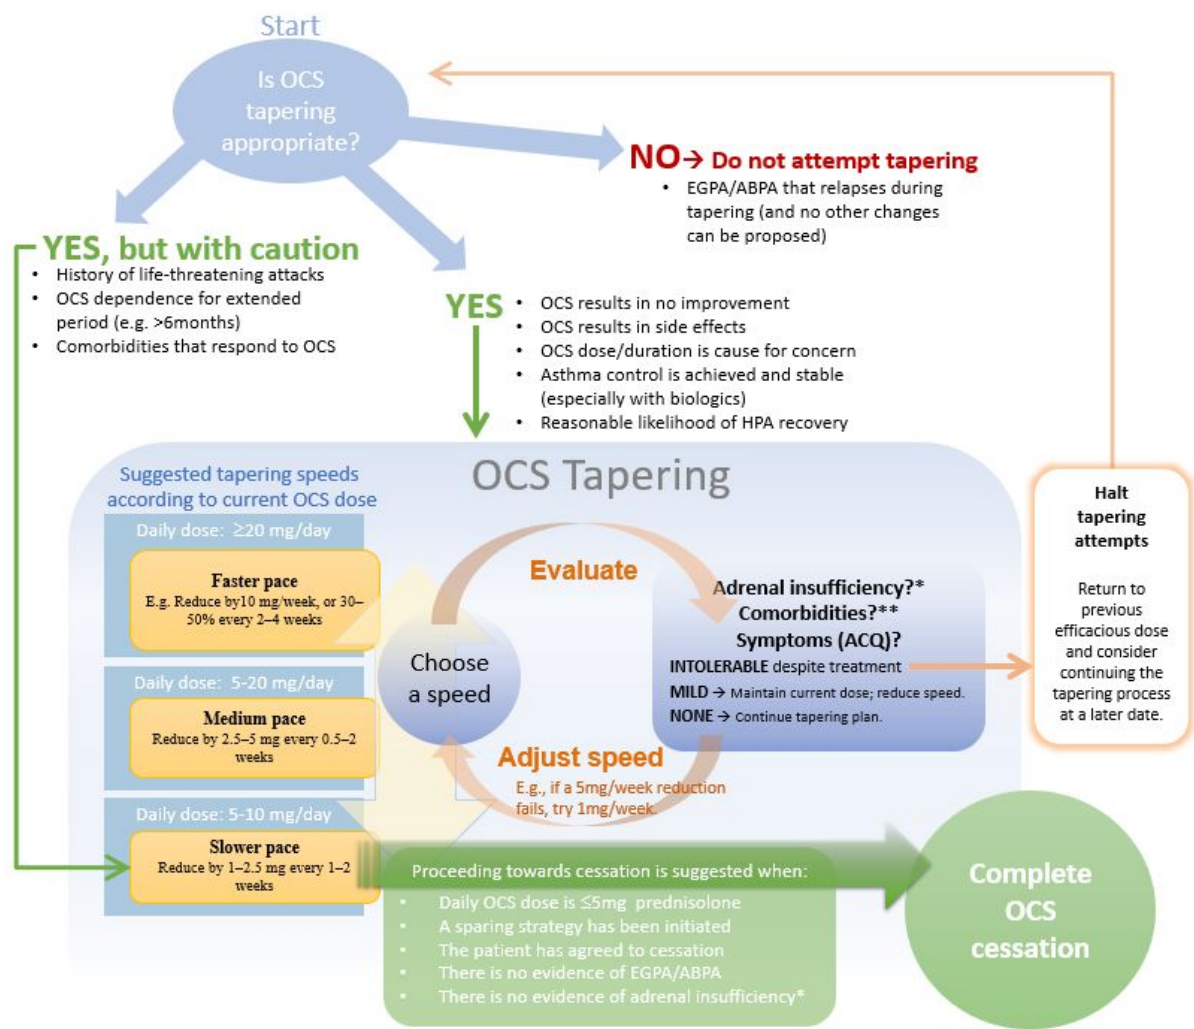 Start
Is OCS
tapering
appropriate?
NO→ Do not attempt tapering
• EGPA/ABPA that relapses during
tapering (and no other changes
can be proposed)
YES, but with caution
• History of life-threatening attacks
• OCS dependence for extended
period (e.g. >6months)
• Comorbidities that respond to OCS
YES
• OCS results in no improvement
• OCS results in side effects
• OCS dose/duration is cause for concern
• Asthma control is achieved and stable
(especially with biologics)
• Reasonable likelihood of HPA recovery
OCS Tapering
Suggested tapering speeds
according to current OCS dose
Daily dose: ≥20 mg/day
Faster pace
E.g. Reduce by10 mg/week, or 30–
50% every 2–4 weeks
Daily dose: 5-20 mg/day
Medium pace
Reduce by 2.5–5 mg every 0.5–2
weeks
Daily dose: 5-10 mg/day
Slower pace
Reduce by 1–2.5 mg every 1–2
weeks
Choose
a speed
Evaluate
Adrenal insufficiency?*
Comorbidities?**
Symptoms (ACQ)?
INTOLERABLE despite treatment
MILD → Maintain current dose; reduce speed.
NONE → Continue tapering plan.
Adjust speed
E.g., if a 5mg/week reduction
fails, try 1mg/week.
Halt
tapering
attempts
Return to
previous
efficacious dose
and consider
continuing the
tapering process
at a later date.
Proceeding towards cessation is suggested when:
• Daily OCS dose is ≤5mg prednisolone
• A sparing strategy has been initiated
• The patient has agreed to cessation
• There is no evidence of EGPA/ABPA
• There is no evidence of adrenal insufficiency*
Complete
OCS
cessation